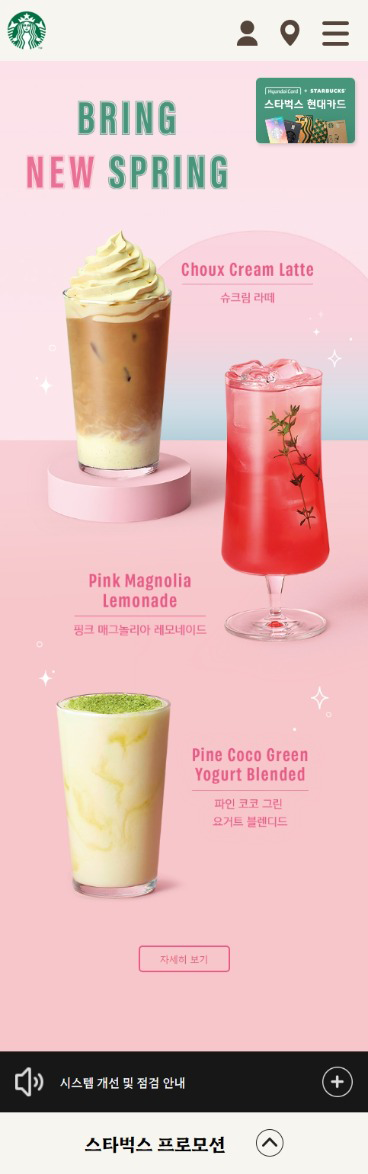 HyundaiCard × STARBUCKS
스타벅스 현대카드
BRING
NEW SPRING
Choux Cream Latte
슈크림 라떼
Pink Magnolia
Lemonade
핑크 매그놀리아 레모네이드
Pine Coco Green
Yogurt Blended
파인 코코 그린
요거트 블렌디드
자세히 보기
시스템 개선 및 점검 안내
스타벅스 프로모션